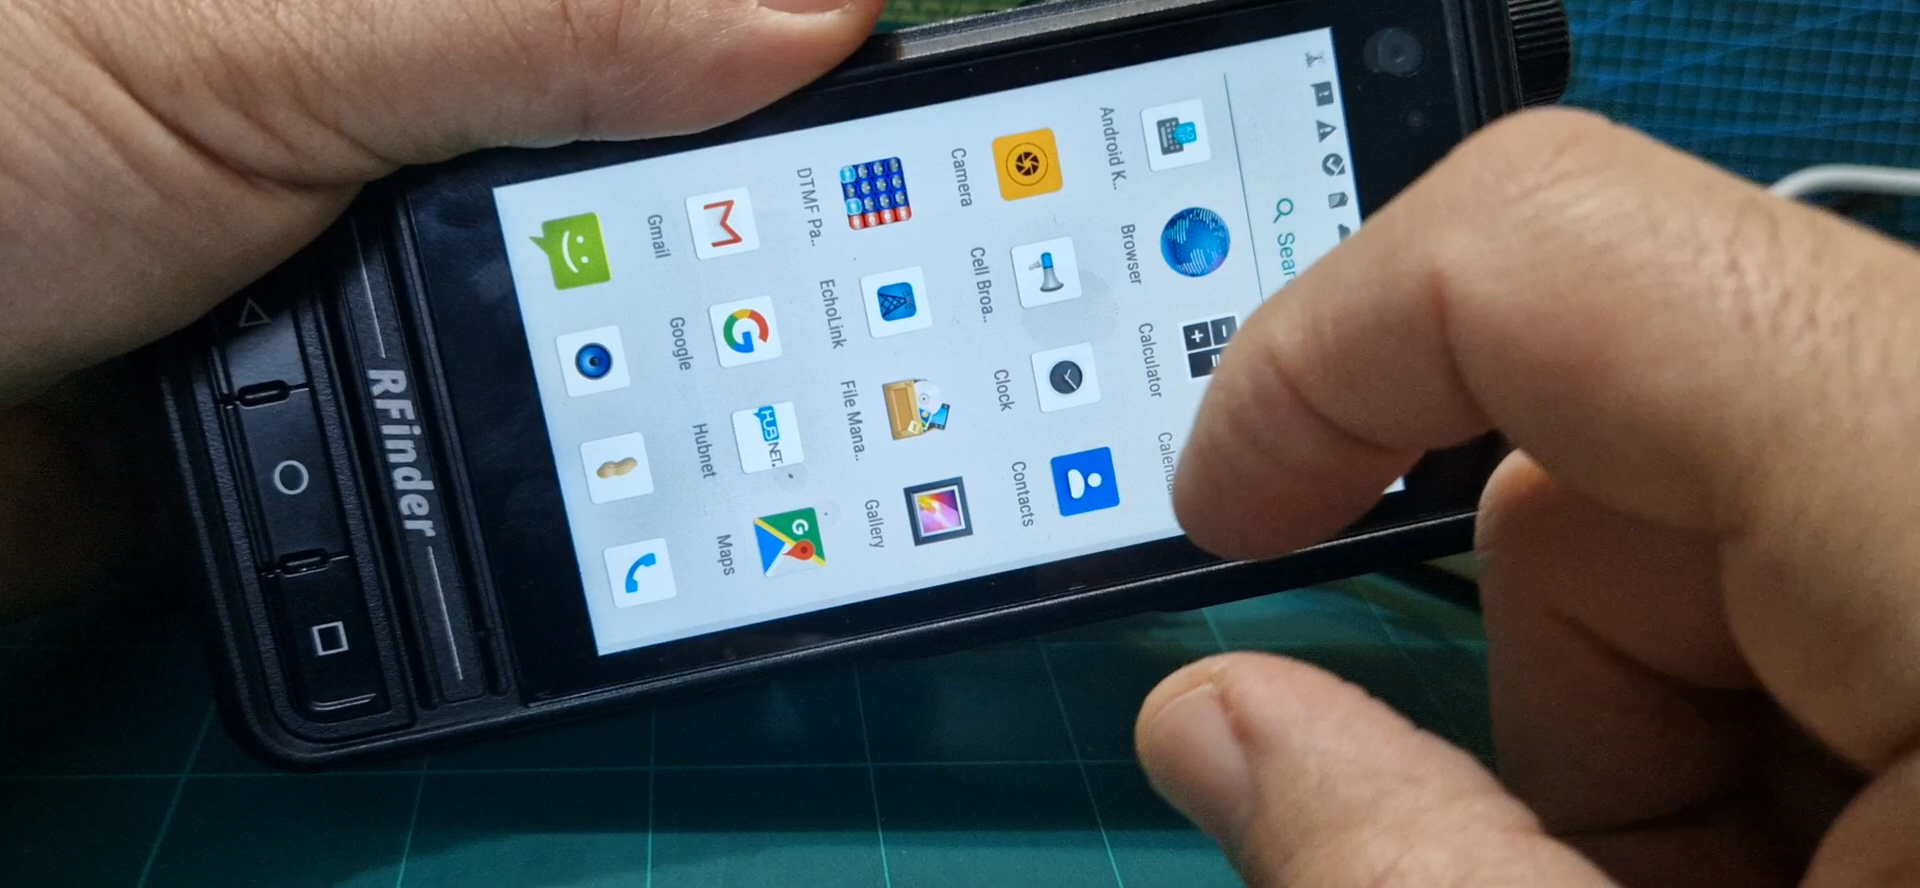 Sear
Android K..
Browser
Calculator
Calenda
Camera
Cell Broa..
Clock
Contacts
DTMF Pa..
EchoLink
File Mana..
Gallery
Gmail
Google
HUBNET.
Hubnet
G
Maps
RFinder